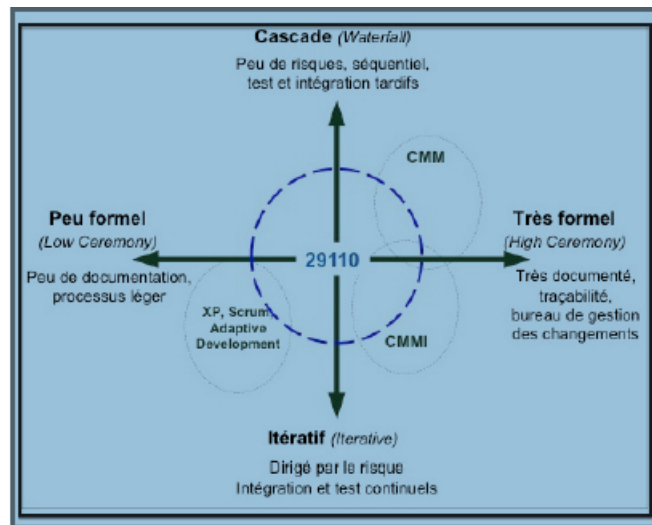 Cascade (Waterfall)
Peu de risques, séquentiel,
test et intégration tardifs
CMM
Peu formel
(Low Ceremony)
Peu de documentation,
processus léger
29110
Très formel
(High Ceremony)
Très documenté,
traçabilité,
bureau de gestion
des changements
XP, Scrum,
Adaptive
Development
CMMI
Itératif (Iterative)
Dirigé par le risque
Intégration et test continuels